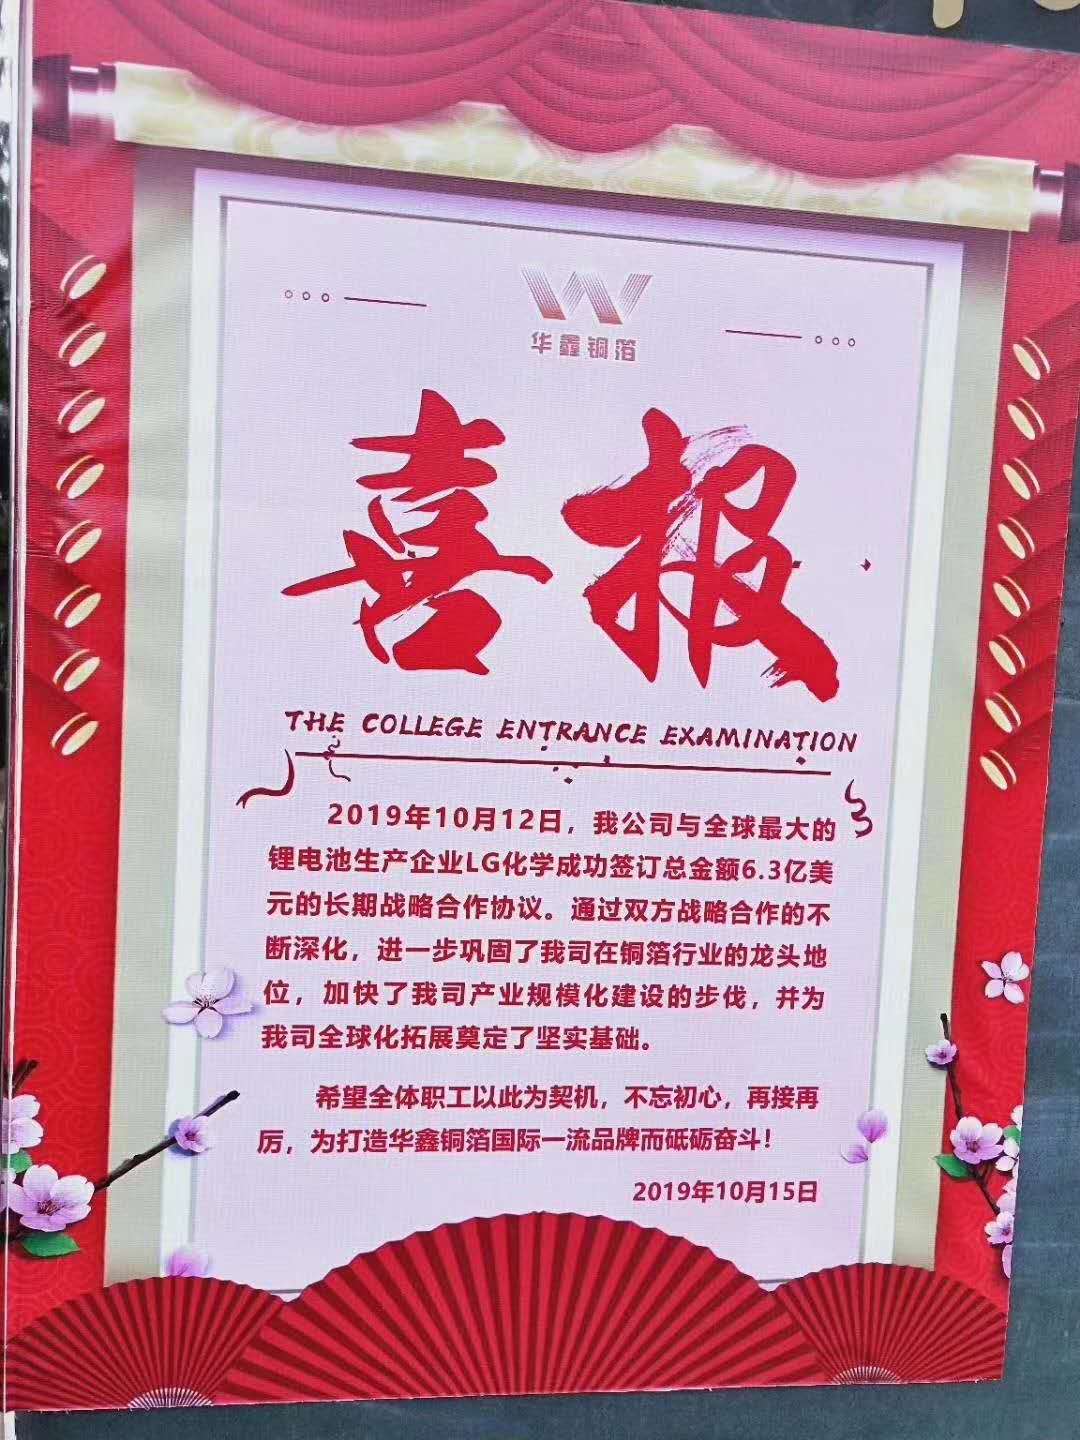 华鑫铜箔
喜报
THE COLLEGE ENTRANCE EXAMINATION
2019年10月12日，我公司与全球最大的
锂电池生产企业LG化学成功签订总金额6.3亿美
元的长期战略合作协议。通过双方战略合作的不
断深化，进一步巩固了我司在铜箔行业的龙头地
位，加快了我司产业规模化建设的步伐，并为
我司全球化拓展奠定了坚实基础。
希望全体职工以此为契机，不忘初心，再接再
厉，为打造华鑫铜箔国际一流品牌而砥砺奋斗！
2019年10月15日